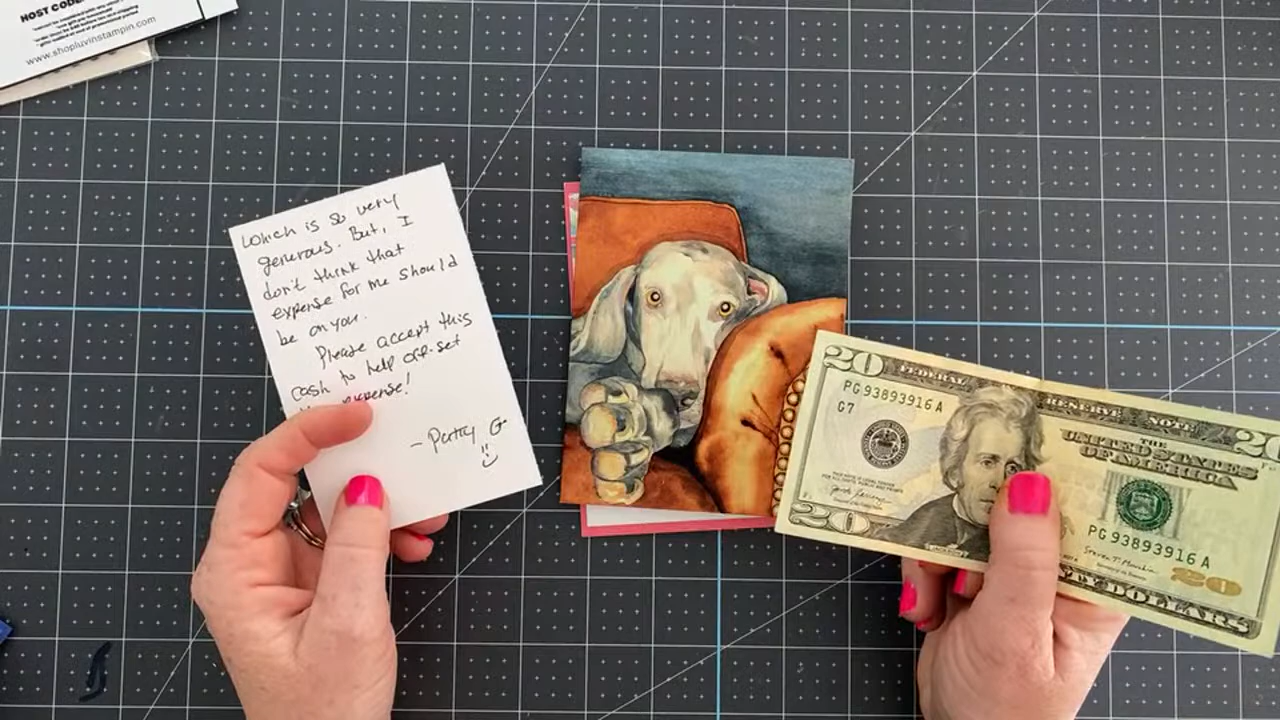 HOST CODE
www.shopluvinstampin.com
which is so very
generous. But, I
don't think that
expense for me should
be on you.
Please accept this
cash to help off-set
expense!
- Patty G
20
FEDERAL RESERVE NOTE
20
PG 93893916 A
G7
THE
UNITED STATES
OF AMERICA
PG 93893916 A
20
20
DOLLARS